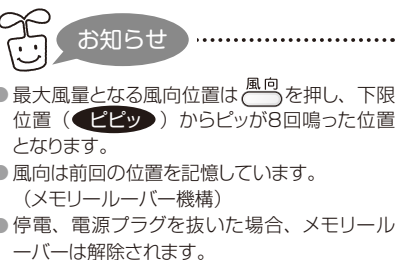 お知らせ
●最大風量となる風向位置は風向を押し、下限
位置（ピピッ）からピッが8回鳴った位置
となります。
●風向は前回の位置を記憶しています。
（メモリールーバー機構）
●停電、電源プラグを抜いた場合、メモリール
ーバーは解除されます。